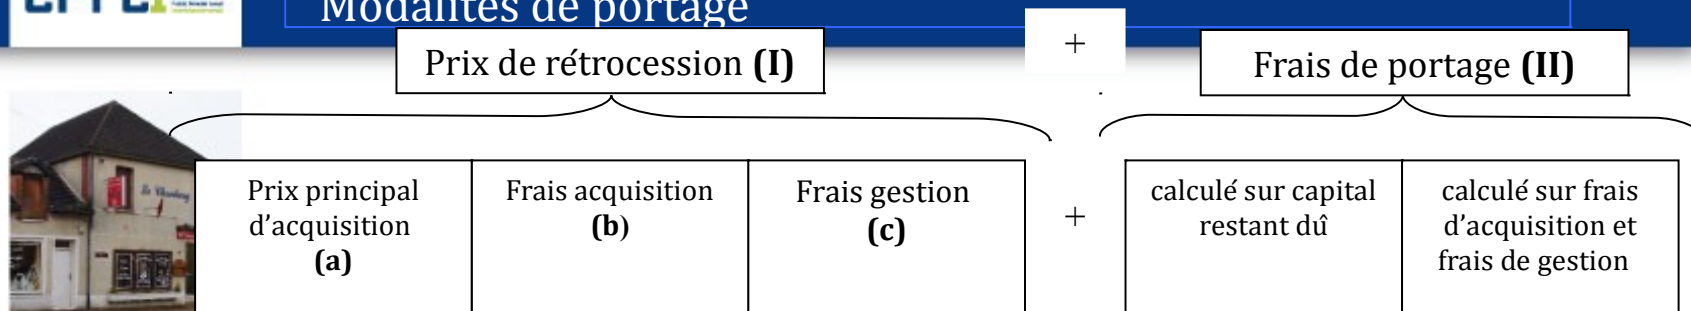 Modalités de portage
Prix de rétrocession (I)
+
Frais de portage (II)
Prix principal
d'acquisition
(a)
Frais acquisition
(b)
Frais gestion
(c)
+
calculé sur capital
restant dû
calculé sur frais
d'acquisition et
frais de gestion